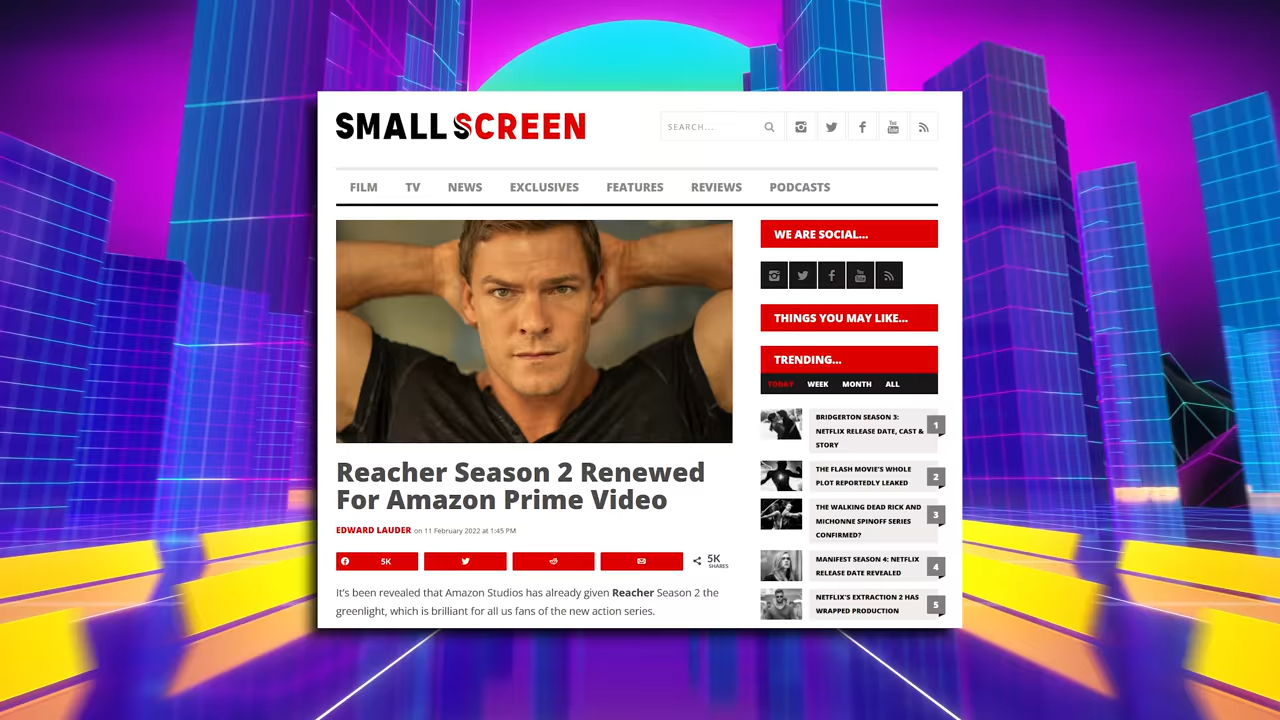 SMALL SCREEN
SEARCH...
You Tube
FILM TV NEWS EXCLUSIVES FEATURES REVIEWS PODCASTS
Reacher Season 2 Renewed
For Amazon Prime Video
EDWARD LAUDER on 11 February 2022 at 1:45 PM
5K
5K
SHARES
It's been revealed that Amazon Studios has already given Reacher Season 2 the
greenlight, which is brilliant for all us fans of the new action series.
WE ARE SOCIAL...
You Tube
THINGS YOU MAY LIKE...
TRENDING...
TODAY WEEK MONTH ALL
BRIDGERTON SEASON 3:
NETFLIX RELEASE DATE, CAST &
STORY
1
THE FLASH MOVIE'S WHOLE
PLOT REPORTEDLY LEAKED
2
THE WALKING DEAD RICK AND
MICHONNE SPINOFF SERIES
CONFIRMED?
3
MANIFEST SEASON 4: NETFLIX
RELEASE DATE REVEALED
4
NETFLIX'S EXTRACTION 2 HAS
WRAPPED PRODUCTION
5